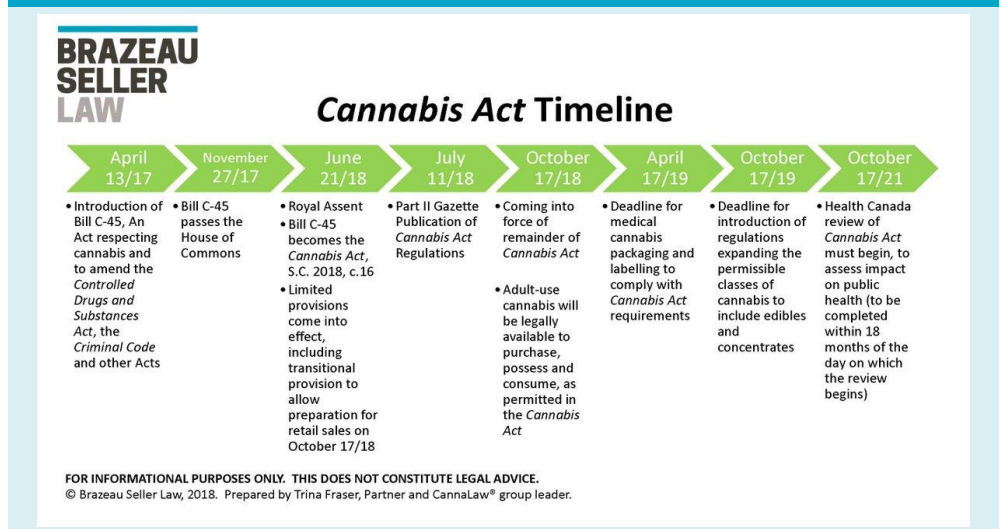 BRAZEAU
SELLER
LAW
Cannabis Act Timeline
April
13/17
November
27/17
June
21/18
July
11/18
October
17/18
April
17/19
October
17/19
October
17/21
• Introduction of
Bill C-45, An
Act respecting
cannabis and
to amend the
Controlled
Drugs and
Substances
Act, the
Criminal Code
and other Acts
• Bill C-45
passes the
House of
Commons
• Royal Assent
• Bill C-45
becomes the
Cannabis Act,
S.C. 2018, c.16
• Limited
provisions
come into
effect,
including
transitional
provision to
allow
preparation for
retail sales on
October 17/18
• Part II Gazette
Publication of
Cannabis Act
Regulations
• Coming into
force of
remainder of
Cannabis Act
• Adult-use
cannabis will
be legally
available to
purchase,
possess and
consume, as
permitted in
the Cannabis
Act
• Deadline for
medical
cannabis
packaging and
labelling to
comply with
Cannabis Act
requirements
• Deadline for
introduction of
regulations
expanding the
permissible
classes of
cannabis to
include edibles
and
concentrates
• Health Canada
review of
Cannabis Act
must begin, to
assess impact
on public
health (to be
completed
within 18
months of the
day on which
the review
begins)
FOR INFORMATIONAL PURPOSES ONLY. THIS DOES NOT CONSTITUTE LEGAL ADVICE.
© Brazeau Seller Law, 2018. Prepared by Trina Fraser, Partner and CannaLaw® group leader.